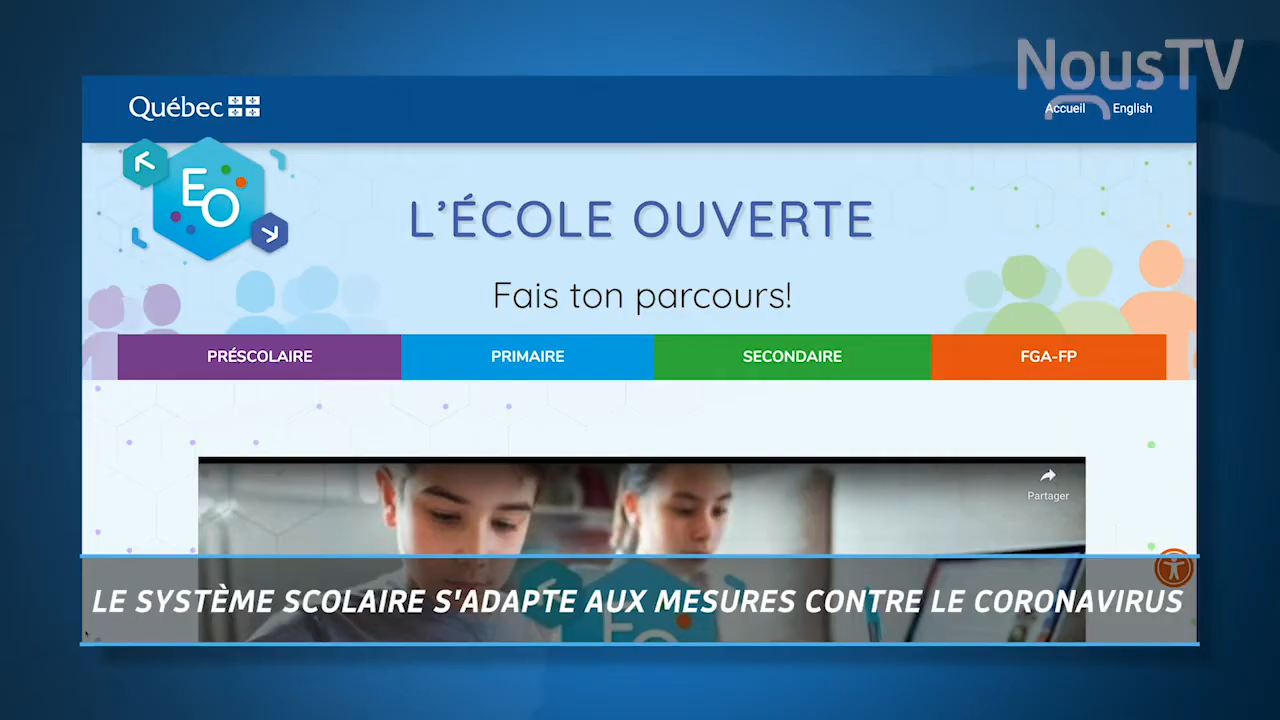 NousTV
Québec
Accueil English
EO
L'ÉCOLE OUVERTE
Fais ton parcours!
PRÉSCOLAIRE PRIMAIRE SECONDAIRE FGA-FP
Partager
LE SYSTÈME SCOLAIRE S'ADAPTE AUX MESURES CONTRE LE CORONAVIRUS
EO